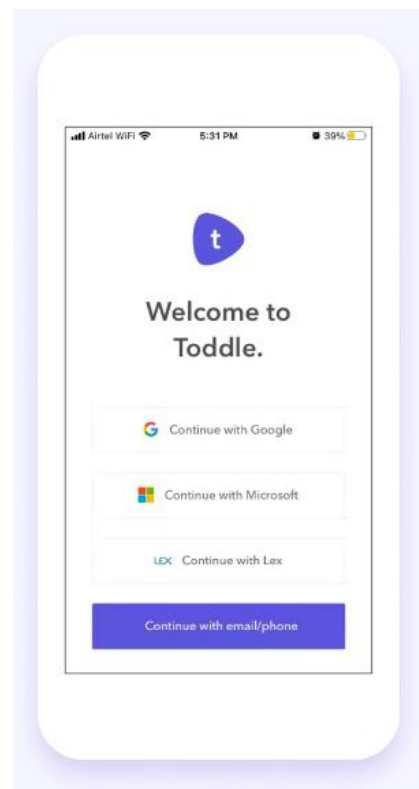 Airtel WiFi 5:31 PM 39%
t
Welcome to
Toddle.
Continue with Google
Continue with Microsoft
LEX Continue with Lex
Continue with email/phone